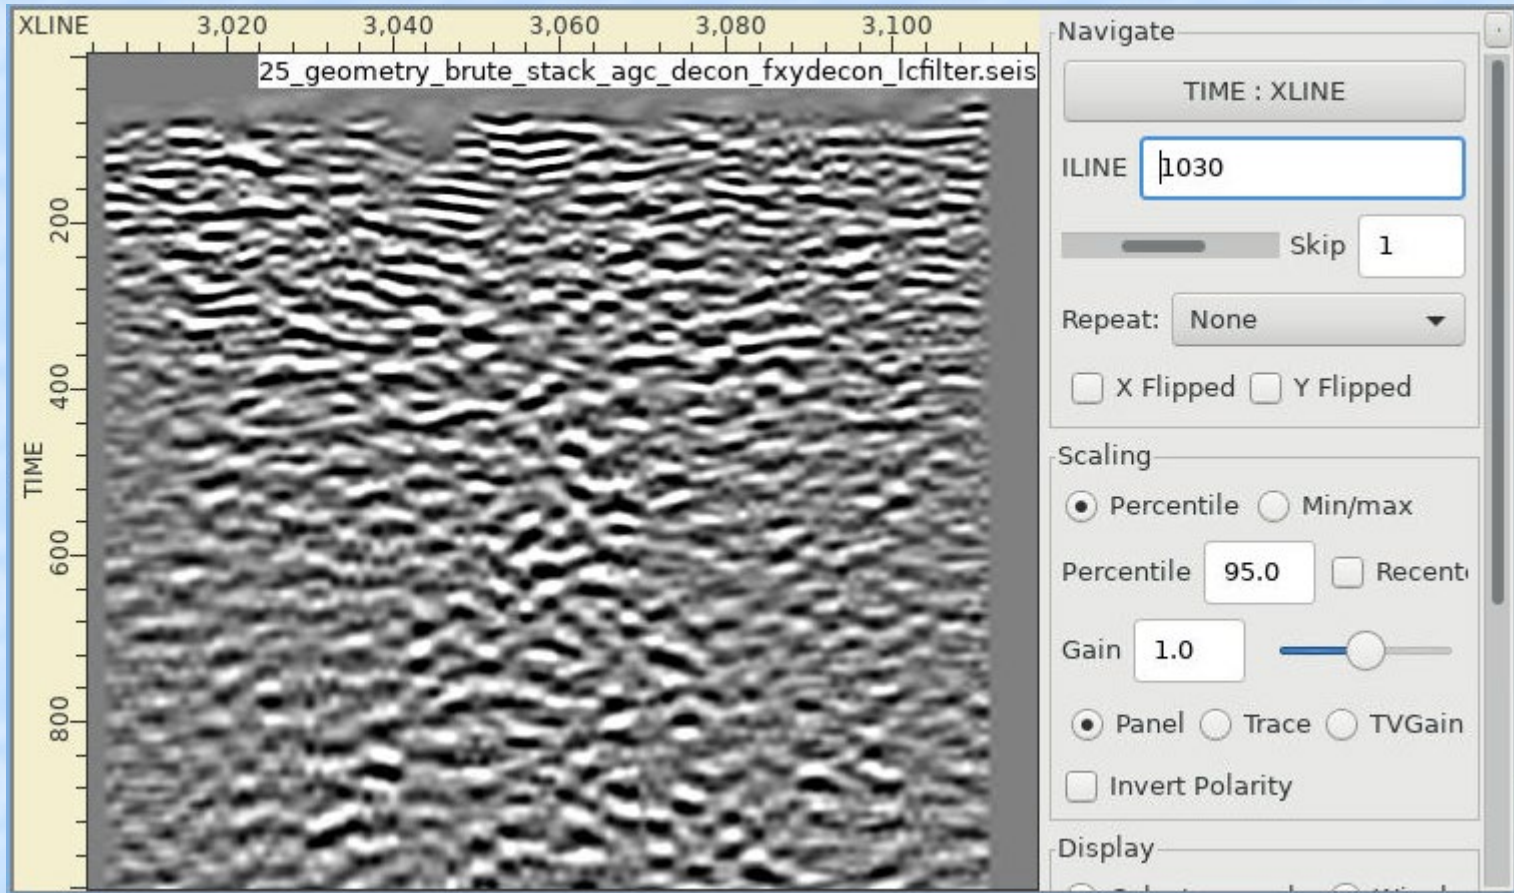 XLINE 3,020 3,040 3,060 3,080 3,100
25_geometry_brute_stack_agc_decon_fxydecon_lcfilter.seis
200
400
TIME
600
800
Navigate
TIME : XLINE
ILINE 1030
Skip 1
Repeat: None
X Flipped Y Flipped
Scaling
Percentile Min/max
Percentile 95.0 Recent
Gain 1.0
Panel Trace TVGain
Invert Polarity
Display